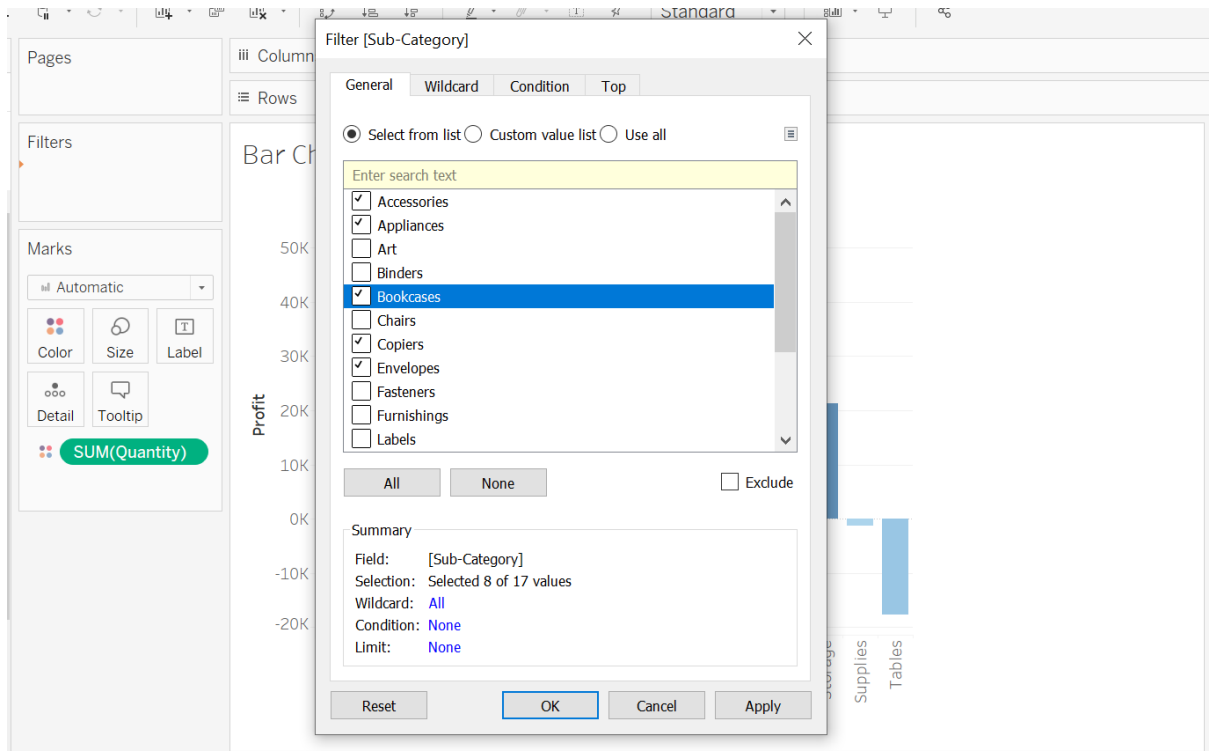 Standard
Filter [Sub-Category]
Pages
iii Column
Rows
General Wildcard Condition Top
Select from list Custom value list Use all
Filters
Bar Ch
Enter search text
Accessories
Appliances
Art
Binders
Bookcases
Chairs
Copiers
Envelopes
Fasteners
Furnishings
Labels
Marks
Automatic
Color Size Label
Detail Tooltip
SUM(Quantity)
Profit
50K
40K
30K
20K
10K
0K
-10K
-20K
All None Exclude
Summary
Field: [Sub-Category]
Selection: Selected 8 of 17 values
Wildcard: All
Condition: None
Limit: None
Reset OK Cancel Apply
Storage
Supplies
Tables